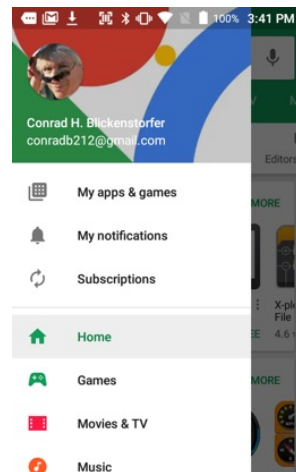 100% 3:41 PM
Conrad H. Blickenstorfer
conradb212@gmail.com
Editors
My apps & games
MORE
My notifications
Subscriptions
X-plo
File
4.6
Home
Games
MORE
Movies & TV
Music